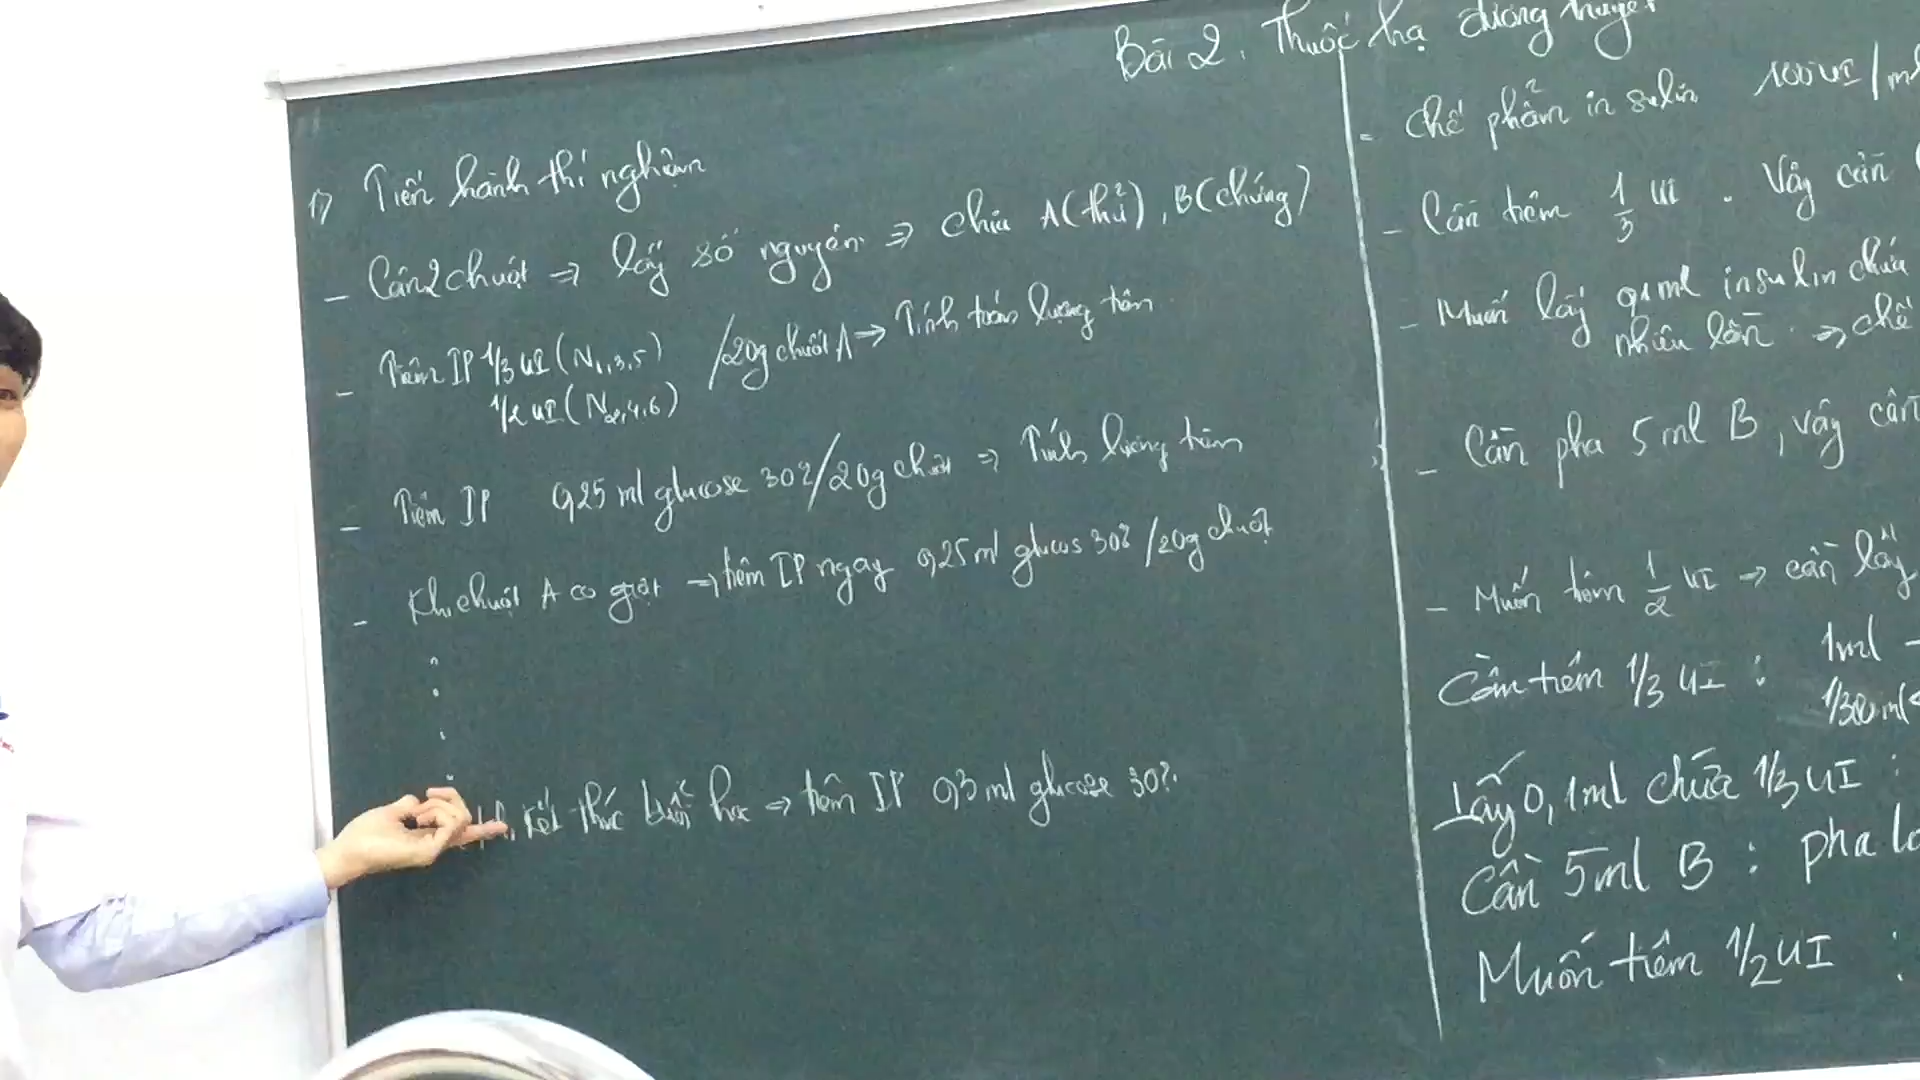 Bài 2. Thuốc hạ đường huyết
1) Tiến hành thí nghiệm
- Cân 2 chuột => lấy số nguyên => chia A(thử), B(chứng)
- Tiêm IP 1/3 UI (N1,3,5) /20g chuột A => Tính toán lượng tiêm
1/2 UI (N2,4,6)
- Tiêm IP 0,25 ml glucose 30%/20g chuột => Tính lượng tiêm
- Khi chuột A co giật => tiêm IP ngay 0,25 ml glucos 30% /20g chuột
kết thúc buổi học => tiêm IP 0,3 ml glucose 30%.
- Chế phẩm insulin 100UI/ml
- Cần tiêm 1/3 UI. Vậy cần
- Muốn lấy 0,1ml insulin chứa
nhiêu lần => chế
- Cần pha 5 ml B, vậy cần
- Muốn tiêm 1/2 UI => cần lấy
Cần tiêm 1/3 UI : 1ml -
1/300 ml <
Lấy 0,1ml chứa 1/3 UI :
Cần 5ml B : pha lo
Muốn tiêm 1/2 UI :